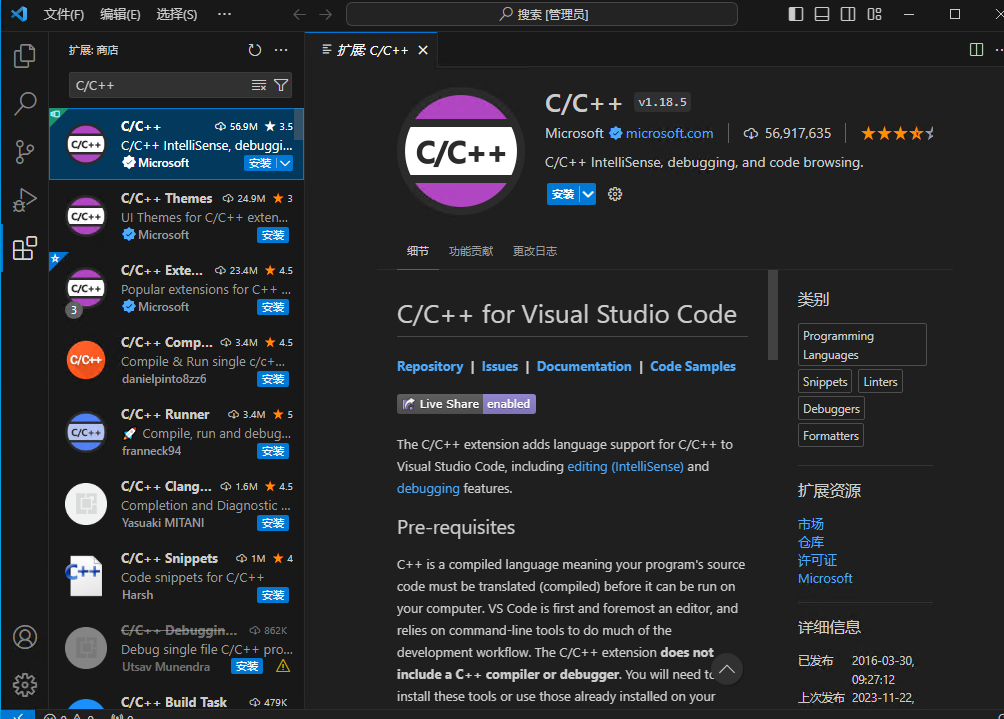 文件(F) 编辑(E) 选择(S) ··· 搜索 [管理员]
扩展: 商店
C/C++
C/C++ 56.9M 3.5
C/C++ IntelliSense, debuggi...
Microsoft 安装
C/C++ Themes 24.9M 3
UI Themes for C/C++ exten...
Microsoft 安装
C/C++ Exte... 23.4M 4.5
Popular extensions for C++ ...
Microsoft 安装
3
C/C++ Comp... 3.4M 4.5
Compile & Run single c/c+...
danielpinto8zz6 安装
C/C++ Runner 3.4M 5
🚀 Compile, run and debug...
franneck94 安装
C/C++ Clang... 1.6M 4.5
Completion and Diagnostic ...
Yasuaki MITANI 安装
C/C++ Snippets 1M 4
Code snippets for C/C++
Harsh 安装
C/C++ Debuggin... 862K
Debug single file C/C++ pro...
Utsav Munendra 安装
C/C++ Build Task 479K
扩展: C/C++
C/C++
C/C++ v1.18.5
Microsoft microsoft.com 56,917,635
C/C++ IntelliSense, debugging, and code browsing.
安装
细节 功能贡献 更改日志
C/C++ for Visual Studio Code
Repository | Issues | Documentation | Code Samples
Live Share enabled
The C/C++ extension adds language support for C/C++ to
Visual Studio Code, including editing (IntelliSense) and
debugging features.
Pre-requisites
C++ is a compiled language meaning your program's source
code must be translated (compiled) before it can be run on
your computer. VS Code is first and foremost an editor, and
relies on command-line tools to do much of the
development workflow. The C/C++ extension does not
include a C++ compiler or debugger. You will need to
install these tools or use those already installed on your
类别
Programming
Languages
Snippets Linters
Debuggers
Formatters
扩展资源
市场
仓库
许可证
Microsoft
详细信息
已发布 2016-03-30,
09:27:12
上次发布 2023-11-22,